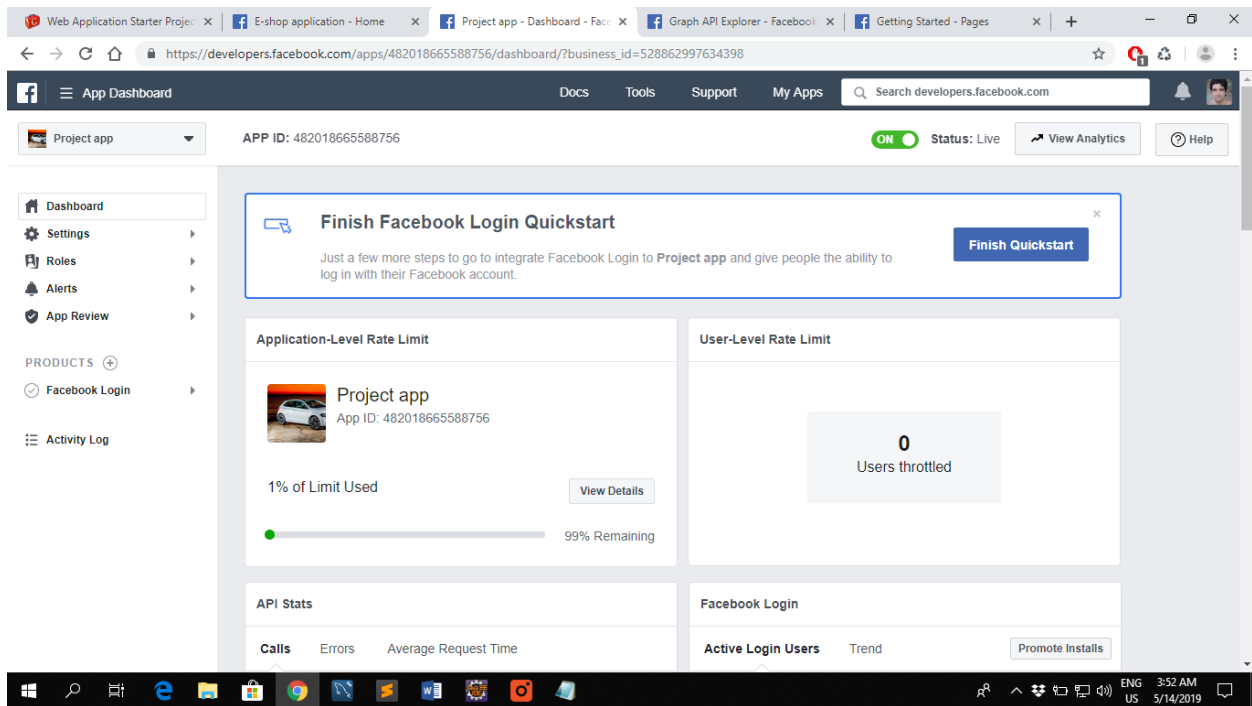 Web Application Starter Projec
E-shop application - Home
Project app - Dashboard - Face
Graph API Explorer - Facebook
Getting Started - Pages
https://developers.facebook.com/apps/482018665588756/dashboard/?business_id=528862997634398
1
App Dashboard
Docs
Tools
Support
My Apps
Search developers.facebook.com
Project app
APP ID: 482018665588756
ON
Status: Live
View Analytics
Help
Dashboard
Settings
Roles
Alerts
App Review
PRODUCTS
Facebook Login
Activity Log
Finish Facebook Login Quickstart
Just a few more steps to go to integrate Facebook Login to Project app and give people the ability to
log in with their Facebook account.
Finish Quickstart
Application-Level Rate Limit
Project app
App ID: 482018665588756
1% of Limit Used
View Details
99% Remaining
User-Level Rate Limit
0
Users throttled
API Stats
Calls
Errors
Average Request Time
Facebook Login
Active Login Users
Trend
Promote Installs
ENG
US
3:52 AM
5/14/2019